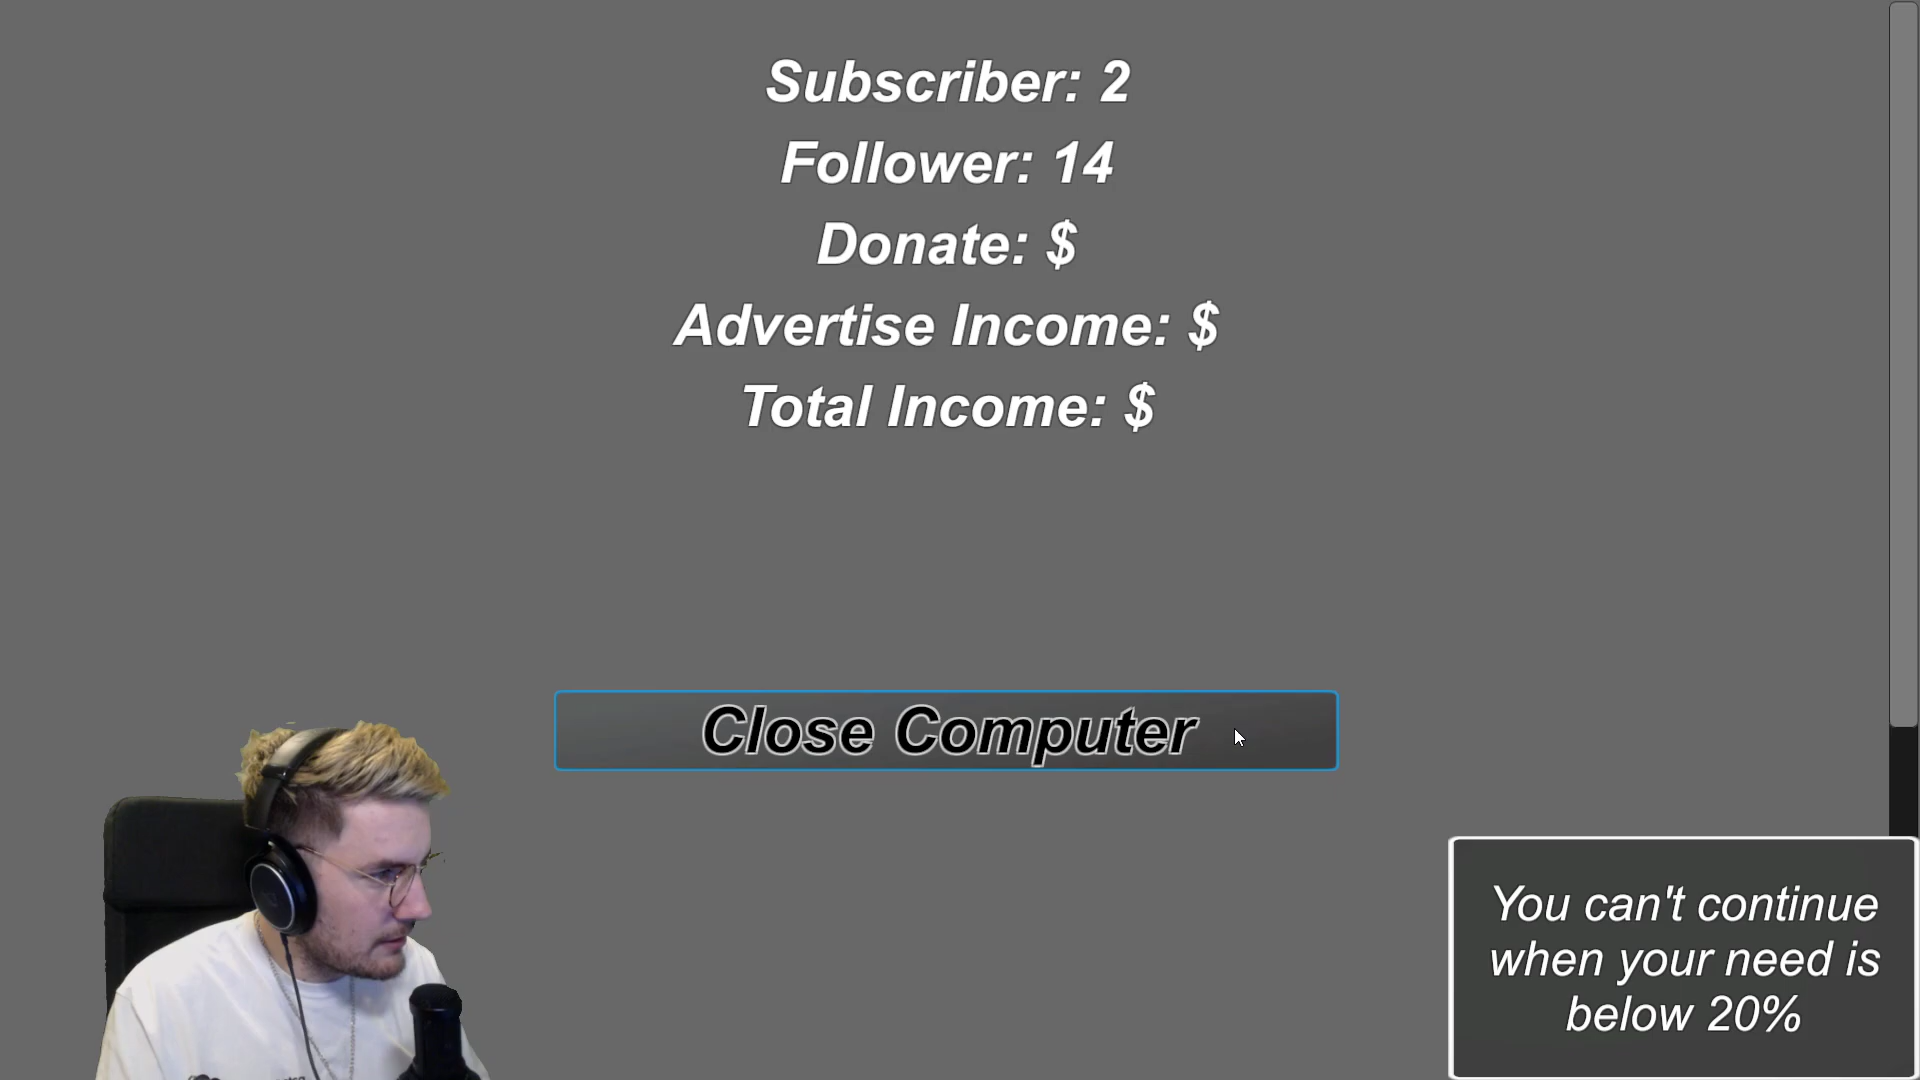 Subscriber: 2
Follower: 14
Donate: $
Advertise Income: $
Total Income: $
Close Computer
You can't continue
when your need is
below 20%